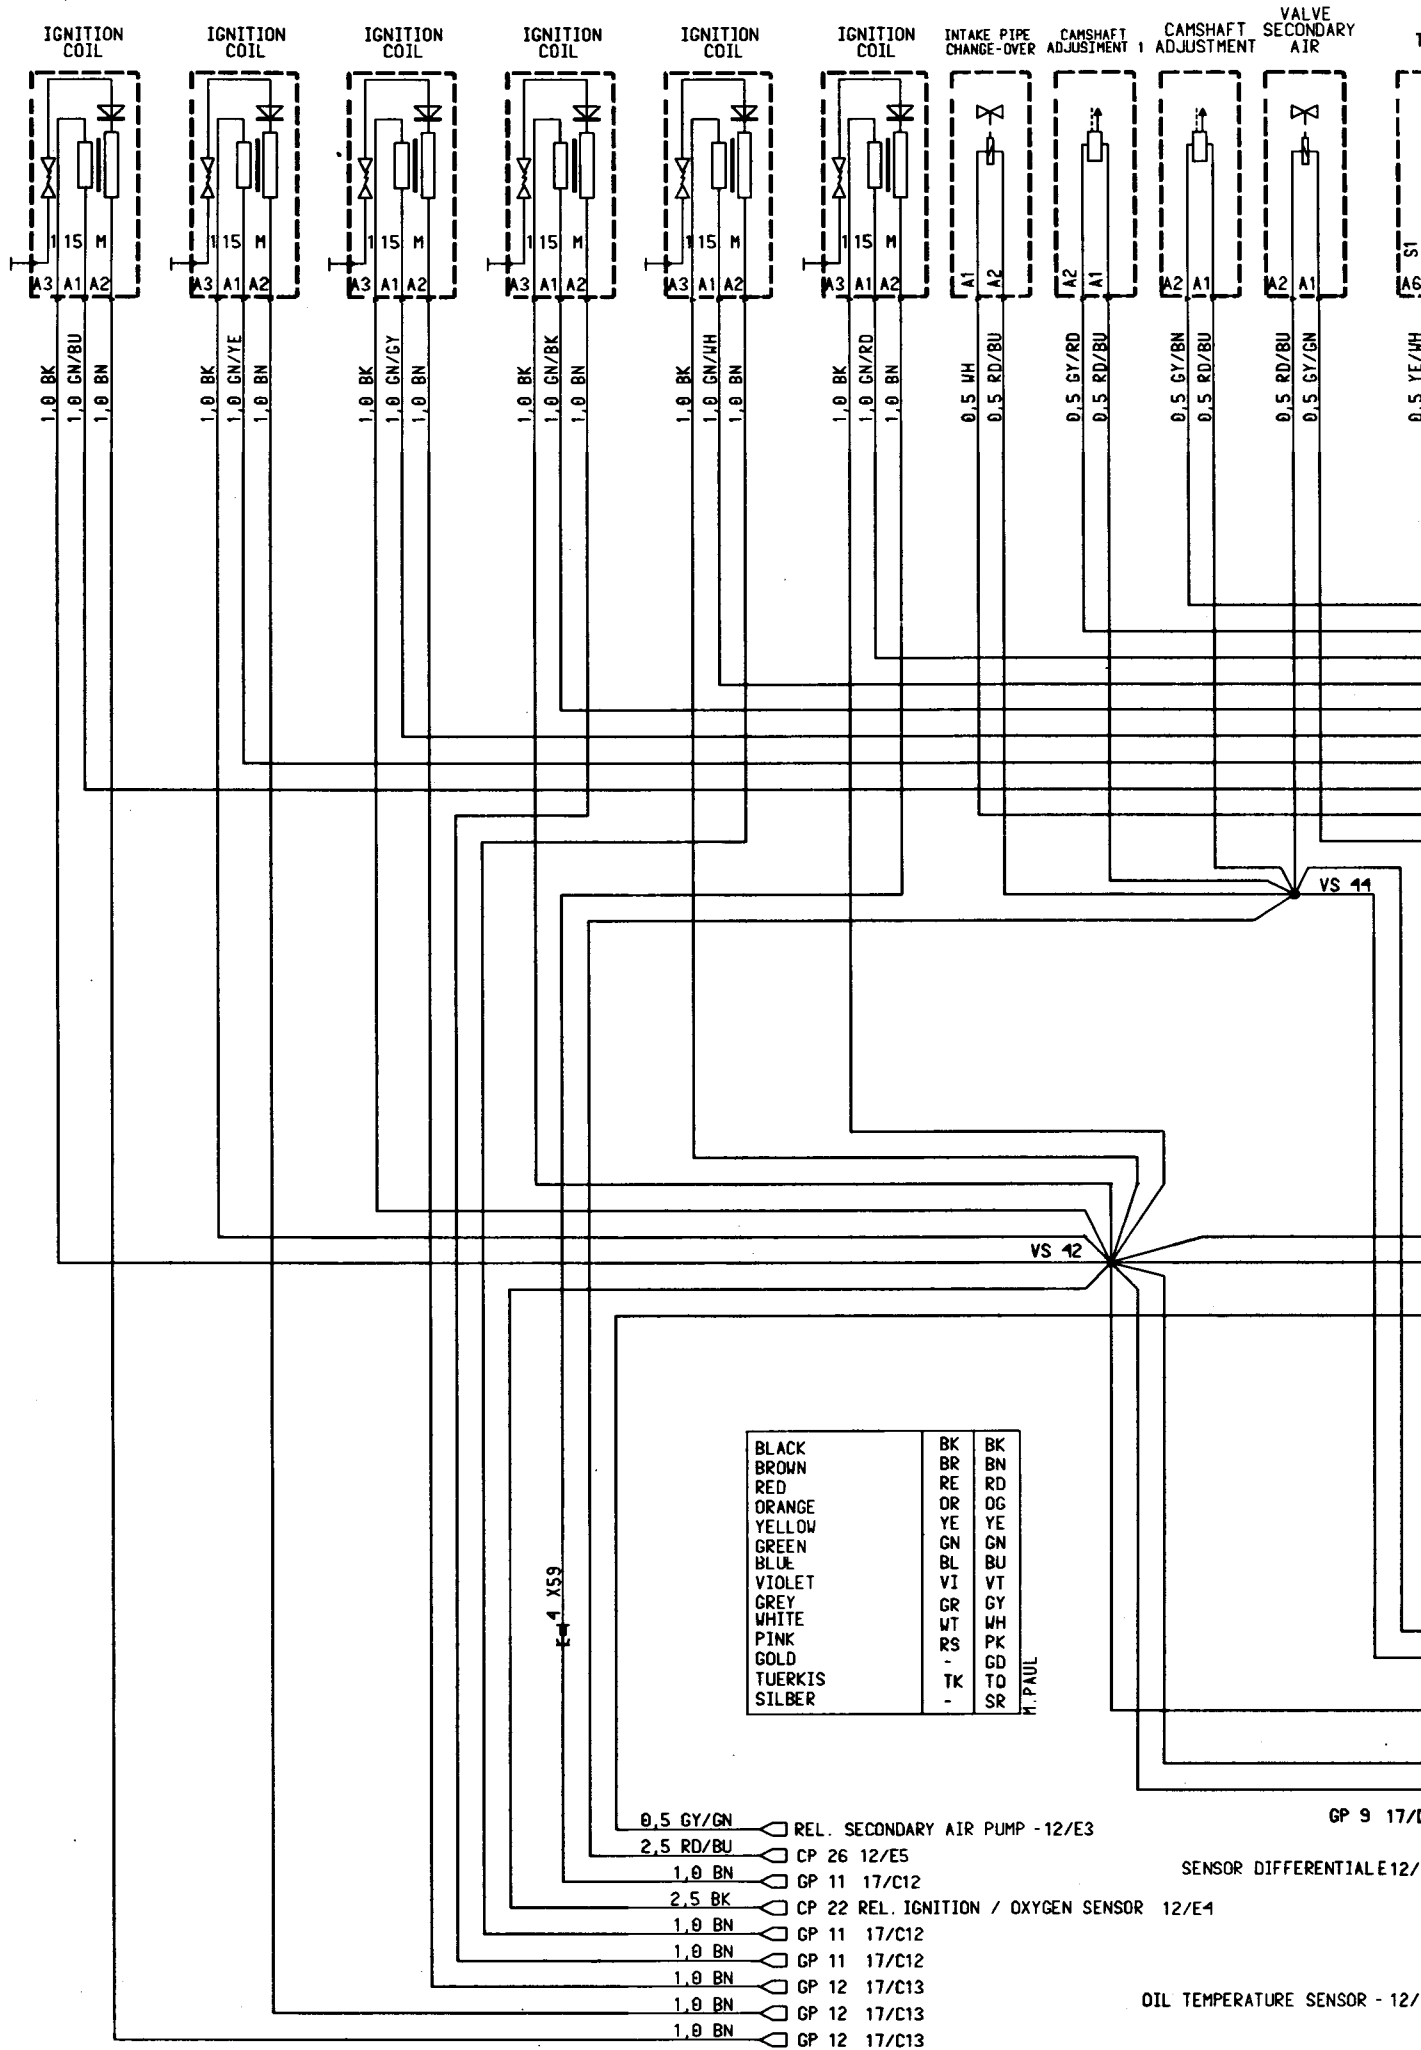 IGNITION COIL
IGNITION COIL
IGNITION COIL
IGNITION COIL
IGNITION COIL
IGNITION COIL
INTAKE PIPE CHANGE-OVER
CAMSHAFT ADJUSTMENT 1
CAMSHAFT ADJUSTMENT
VALVE SECONDARY AIR
1 15 M
1 15 M
1 15 M
1 15 M
1 15 M
1 15 M
S1
A3 A1 A2
A3 A1 A2
A3 A1 A2
A3 A1 A2
A3 A1 A2
A3 A1 A2
A1 A2
A2 A1
A2 A1
A2 A1
A6
1,0 BK
1,0 GN/BU
1,0 BN
1,0 BK
1,0 GN/YE
1,0 BN
1,0 BK
1,0 GN/GY
1,0 BN
1,0 BK
1,0 GN/BK
1,0 BN
1,0 BK
1,0 GN/WH
1,0 BN
1,0 BK
1,0 GN/RD
1,0 BN
0,5 WH
0,5 RD/BU
0,5 GY/RD
0,5 RD/BU
0,5 GY/BN
0,5 RD/BU
0,5 RD/BU
0,5 GY/GN
0,5 YE/WH
VS 44
VS 42
BLACK BK BK
BROWN BR BN
RED RE RD
ORANGE OR OG
YELLOW YE YE
GREEN GN GN
BLUE BL BU
VIOLET VI VT
GREY GR GY
WHITE WT WH
PINK RS PK
GOLD - GD
TUERKIS TK TQ
SILBER - SR
M.PAUL
4 X59
0,5 GY/GN REL. SECONDARY AIR PUMP - 12/E3
2,5 RD/BU CP 26 12/E5
1,0 BN GP 11 17/C12
2,5 BK CP 22 REL. IGNITION / OXYGEN SENSOR 12/E4
1,0 BN GP 11 17/C12
1,0 BN GP 11 17/C12
1,0 BN GP 12 17/C13
1,0 BN GP 12 17/C13
1,0 BN GP 12 17/C13
GP 9 17/
SENSOR DIFFERENTIALE12/
OIL TEMPERATURE SENSOR - 12/